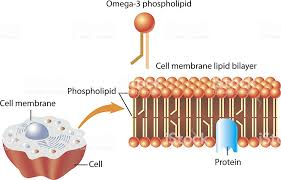 Omega-3 phospholipid
Cell membrane lipid bilayer
Phospholipid
Cell membrane
Cell
Protein